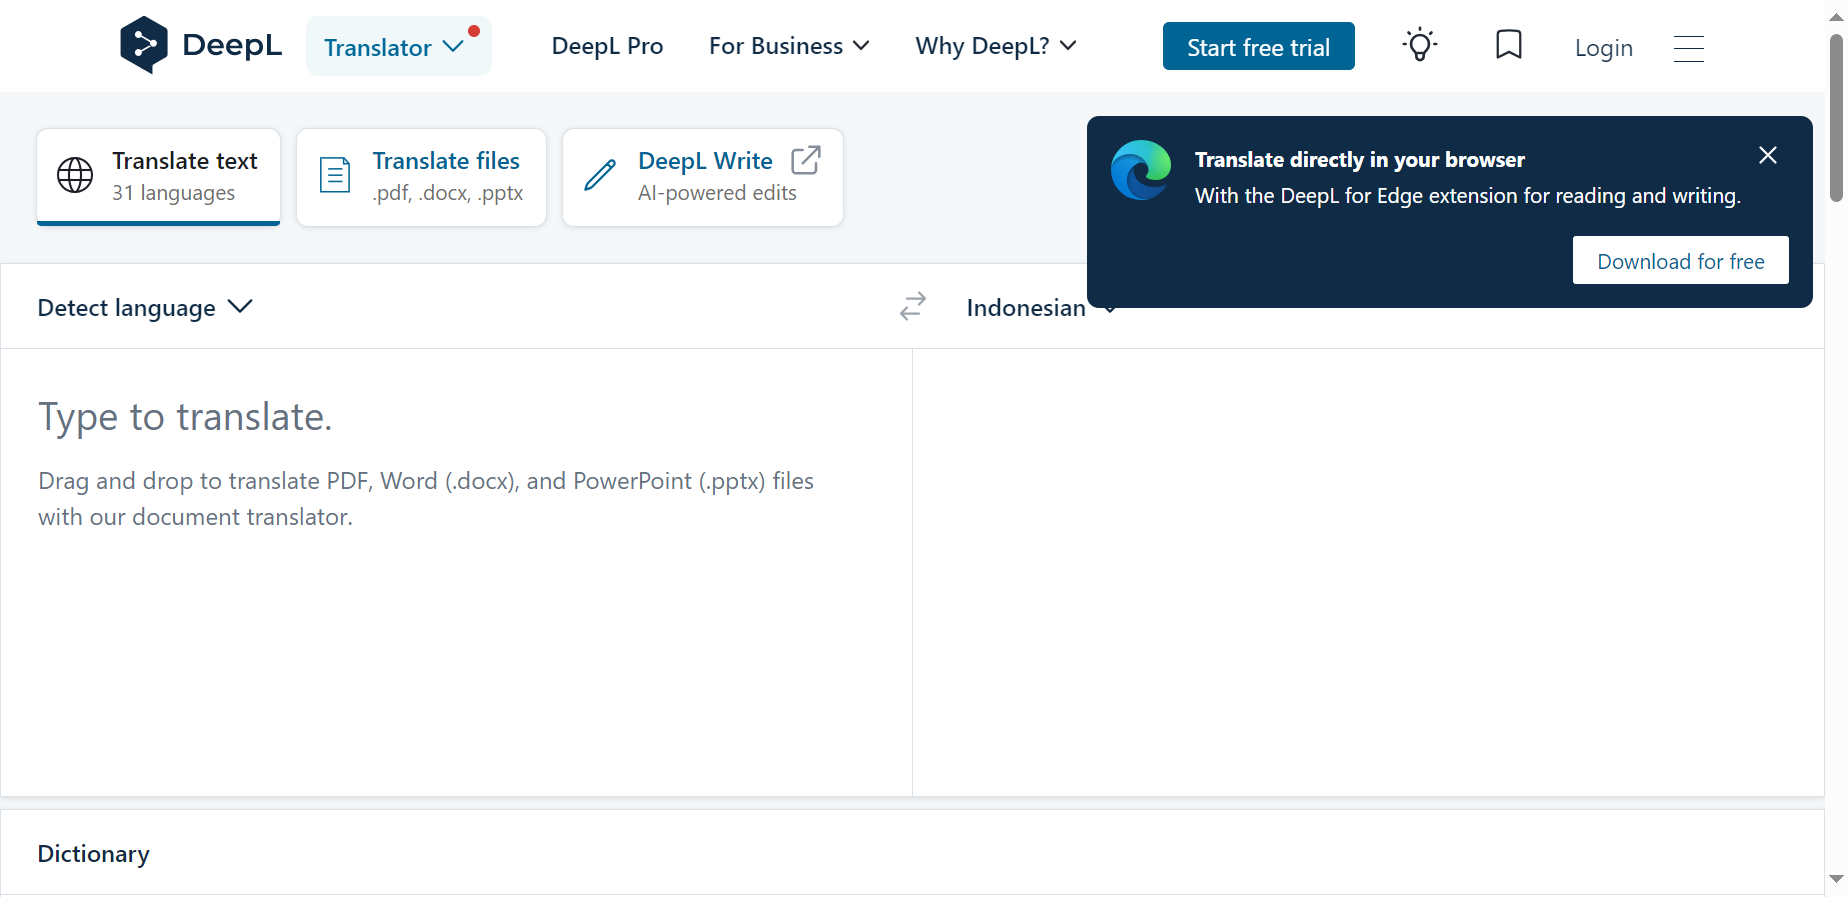 DeepL
Translator
DeepL Pro
For Business
Why DeepL?
Start free trial
Login
Translate text
31 languages
Translate files
.pdf, .docx, .pptx
DeepL Write
AI-powered edits
Translate directly in your browser
With the DeepL for Edge extension for reading and writing.
Download for free
Detect language
Indonesian
Type to translate.
Drag and drop to translate PDF, Word (.docx), and PowerPoint (.pptx) files
with our document translator.
Dictionary